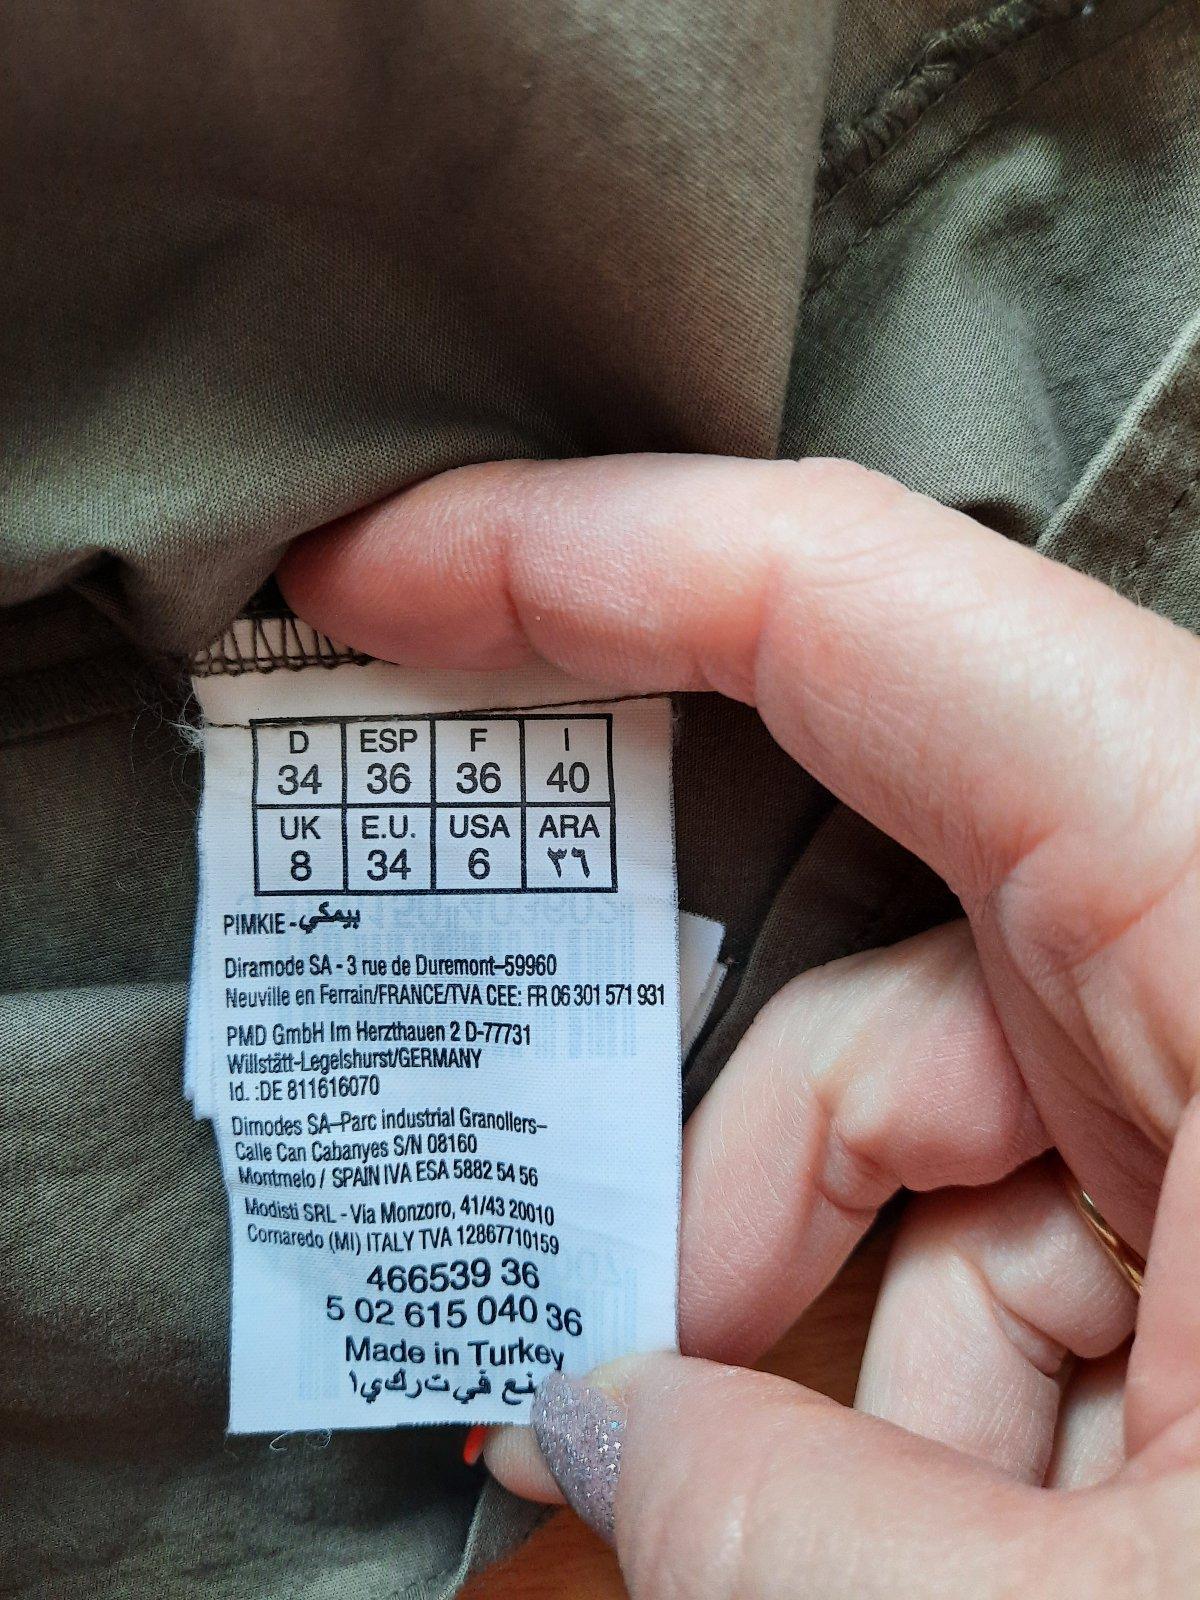 D ESP F I
34 36 36 40
UK E.U. USA ARA
8 34 6 ٣٦
PIMKIE - بيمكي
Diramode SA - 3 rue de Duremont–59960
Neuville en Ferrain/FRANCE/TVA CEE: FR 06 301 571 931
PMD GmbH Im Herzthauen 2 D-77731
Willstätt-Legelshurst/GERMANY
Id. :DE 811616070
Dimodes SA–Parc industrial Granollers–
Calle Can Cabanyes S/N 08160
Montmelo / SPAIN IVA ESA 5882 54 56
Modisti SRL - Via Monzoro, 41/43 20010
Cornaredo (MI) ITALY TVA 12867710159
466539 36
5 02 615 040 36
Made in Turkey
في تركيا